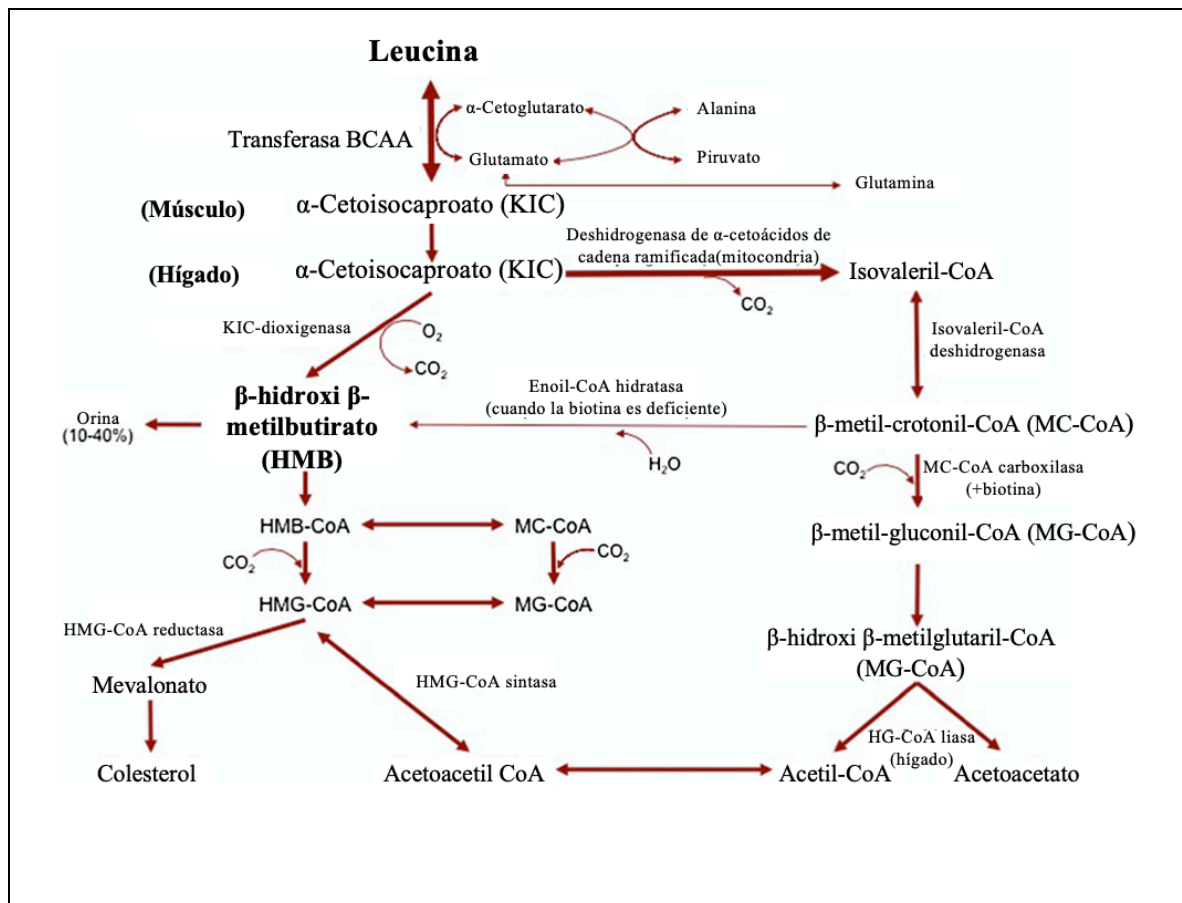 Leucina
α-Cetoglutarato
Alanina
Transferasa BCAA
Glutamato
Piruvato
Glutamina
(Músculo)
α-Cetoisocaproato (KIC)
Deshidrogenasa de α-cetoácidos de
cadena ramificada(mitocondria)
(Hígado)
α-Cetoisocaproato (KIC)
Isovaleril-CoA
CO2
KIC-dioxigenasa
O2
CO2
Isovaleril-CoA
deshidrogenasa
β-hidroxi β-
metilbutirato
(HMB)
Enoil-CoA hidratasa
(cuando la biotina es deficiente)
Orina
(10-40%)
β-metil-crotonil-CoA (MC-CoA)
H2O
CO2
MC-CoA carboxilasa
(+biotina)
HMB-CoA
MC-CoA
β-metil-gluconil-CoA (MG-CoA)
CO2
CO2
HMG-CoA
MG-CoA
HMG-CoA reductasa
β-hidroxi β-metilglutaril-CoA
(MG-CoA)
Mevalonato
HMG-CoA sintasa
HG-CoA liasa
(hígado)
Colesterol
Acetoacetil CoA
Acetil-CoA
Acetoacetato